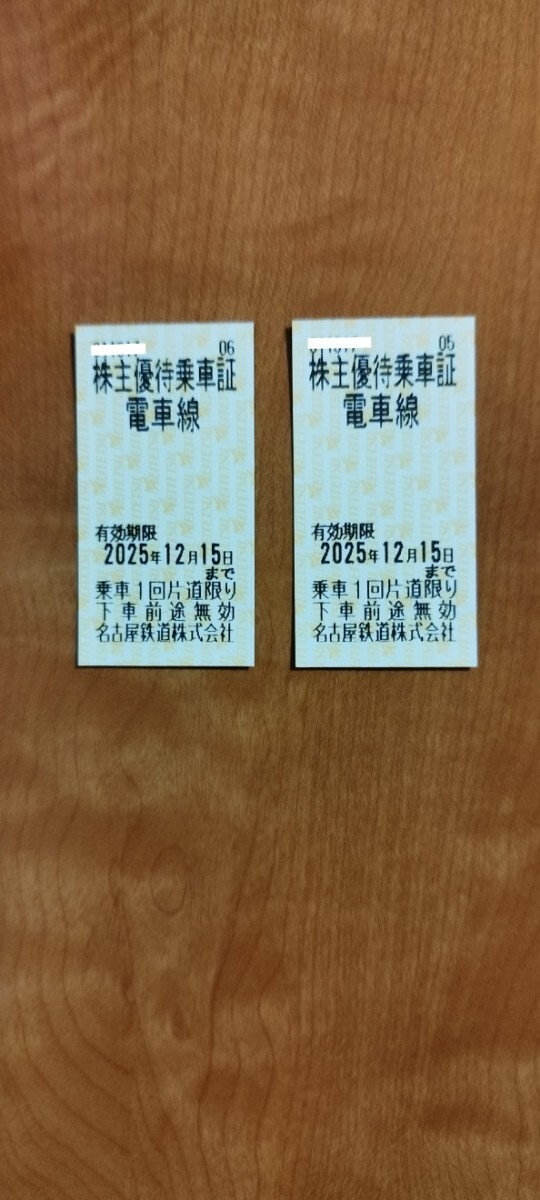 06
株主優待乗車証
電車線
有効期限
2025年12月15日
まで
乗車1回片道限り
下車前途無効
名古屋鉄道株式会社
05
株主優待乗車証
電車線
有効期限
2025年12月15日
まで
乗車1回片道限り
下車前途無効
名古屋鉄道株式会社